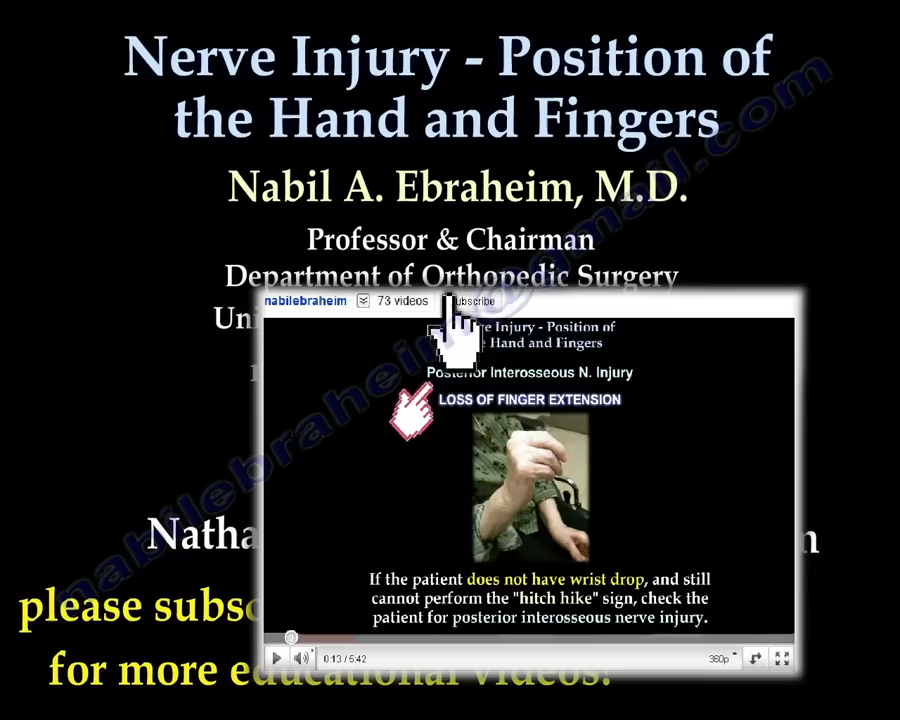 Nerve Injury - Position of
the Hand and Fingers
Nabil A. Ebraheim, M.D.
Professor & Chairman
Department of Orthopedic Surgery
nabilebraheim@gmail.com
nabilebraheim 73 videos Subscribe
Nerve Injury - Position of
Hand and Fingers
Posterior Interosseous N. Injury
LOSS OF FINGER EXTENSION
If the patient does not have wrist drop, and still
cannot perform the "hitch hike" sign, check the
patient for posterior interosseous nerve injury.
0:13 / 5:42 360p
please
for more educational videos!